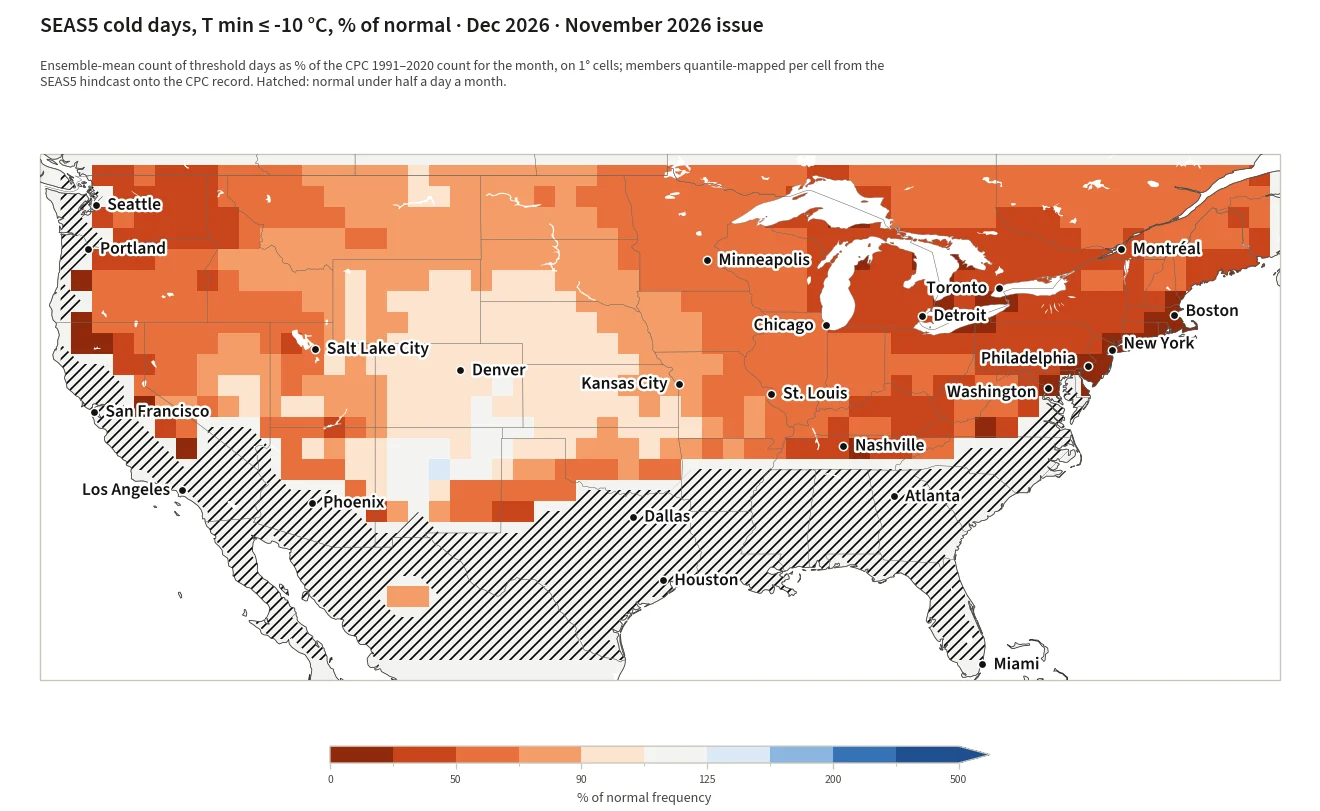 SEAS5 cold days, T min ≤ -10 °C, % of normal · Dec 2026 · November 2026 issue
Ensemble-mean count of threshold days as % of the CPC 1991–2020 count for the month, on 1° cells; members quantile-mapped per cell from the
SEAS5 hindcast onto the CPC record. Hatched: normal under half a day a month.
Seattle
Portland
Montréal
Minneapolis
Toronto
Boston
Detroit
Chicago
New York
Salt Lake City
Philadelphia
Denver
Kansas City
St. Louis
Washington
San Francisco
Nashville
Los Angeles
Phoenix
Atlanta
Dallas
Houston
Miami
0 50 90 125 200 500
% of normal frequency